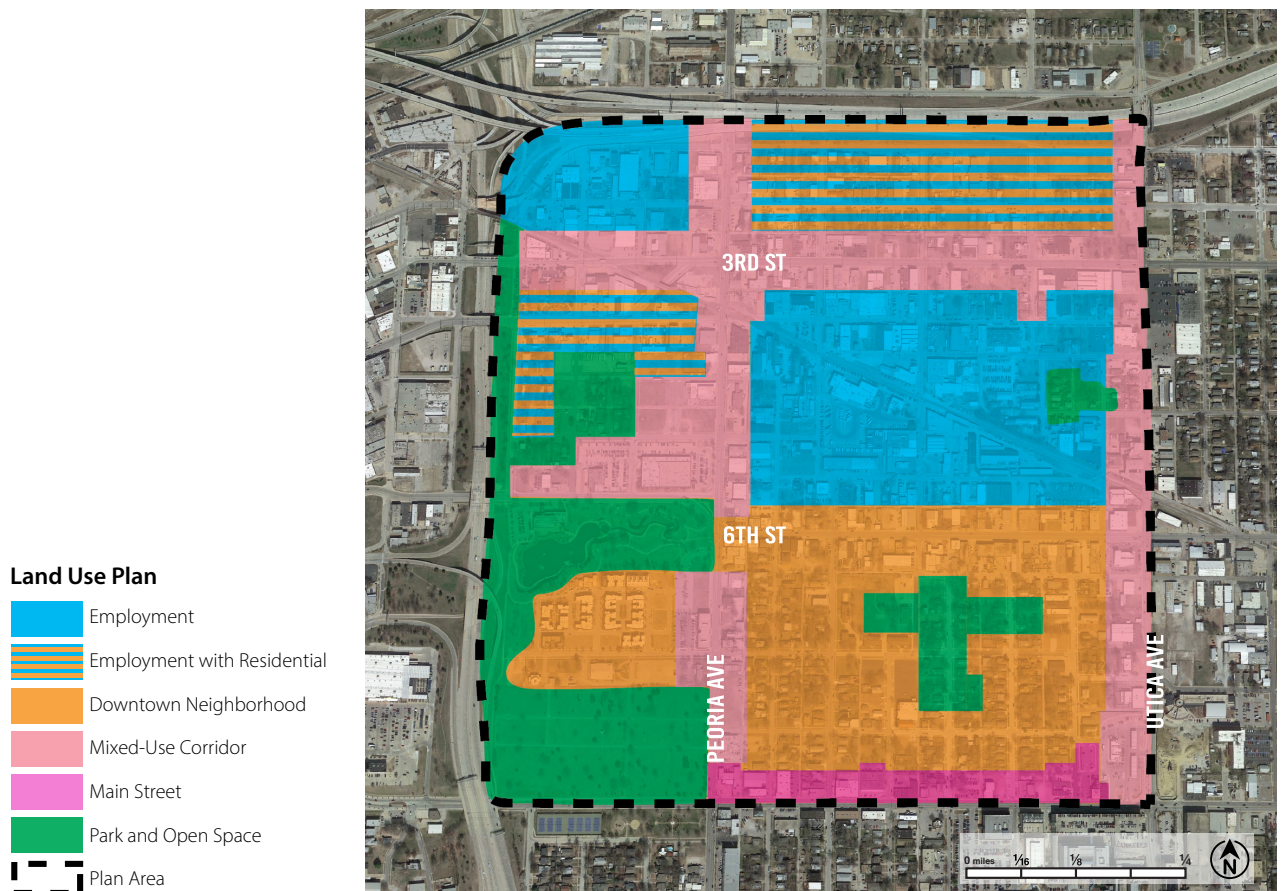 3RD ST
6TH ST
PEORIA AVE
UTICA AVE
Land Use Plan
Employment
Employment with Residential
Downtown Neighborhood
Mixed-Use Corridor
Main Street
Park and Open Space
Plan Area
0 miles 1⁄16 1⁄8 1⁄4
N